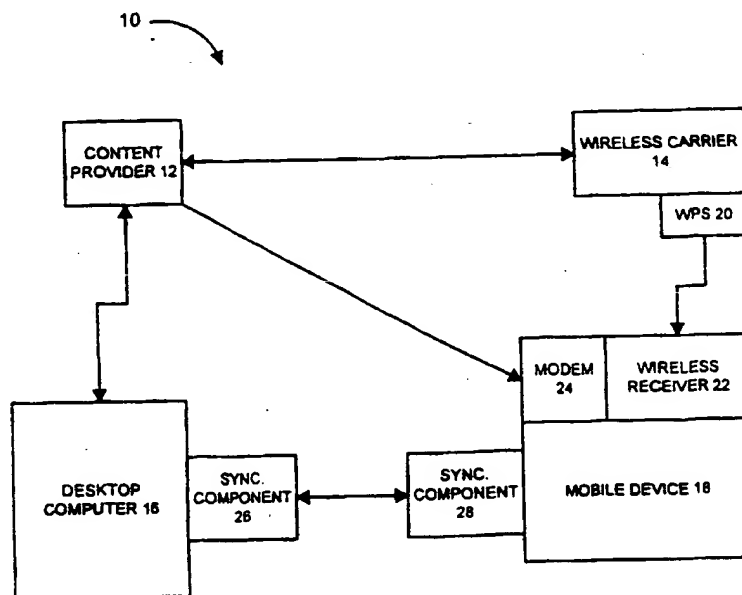 10
CONTENT
PROVIDER 12
WIRELESS CARRIER
14
WPS 20
MODEM
24
WIRELESS
RECEIVER 22
DESKTOP
COMPUTER 16
SYNC.
COMPONENT
26
SYNC.
COMPONENT
28
MOBILE DEVICE 18